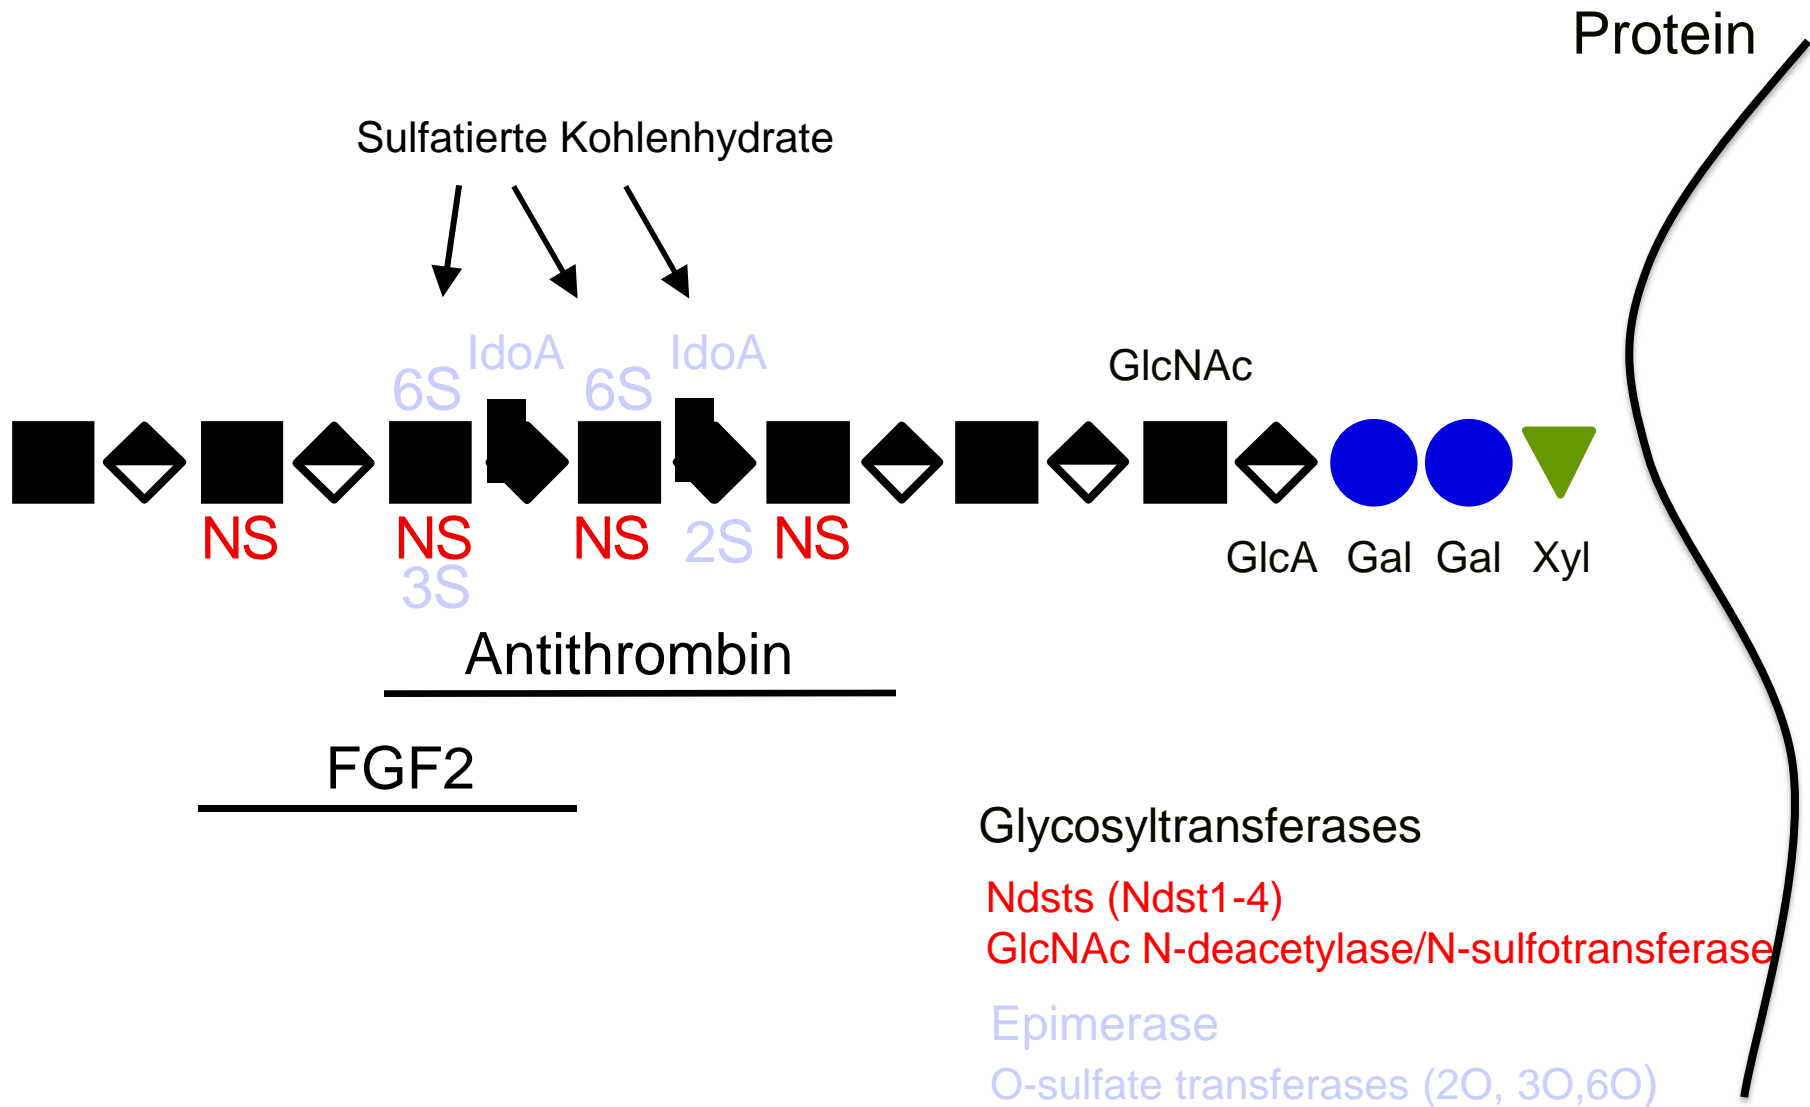 Protein
Sulfatierte Kohlenhydrate
IdoA IdoA
6S 6S
GlcNAc
NS NS NS 2S NS
3S
GlcA Gal Gal Xyl
Antithrombin
FGF2
Glycosyltransferases
Ndsts (Ndst1-4)
GlcNAc N-deacetylase/N-sulfotransferase
Epimerase
O-sulfate transferases (2O, 3O,6O)